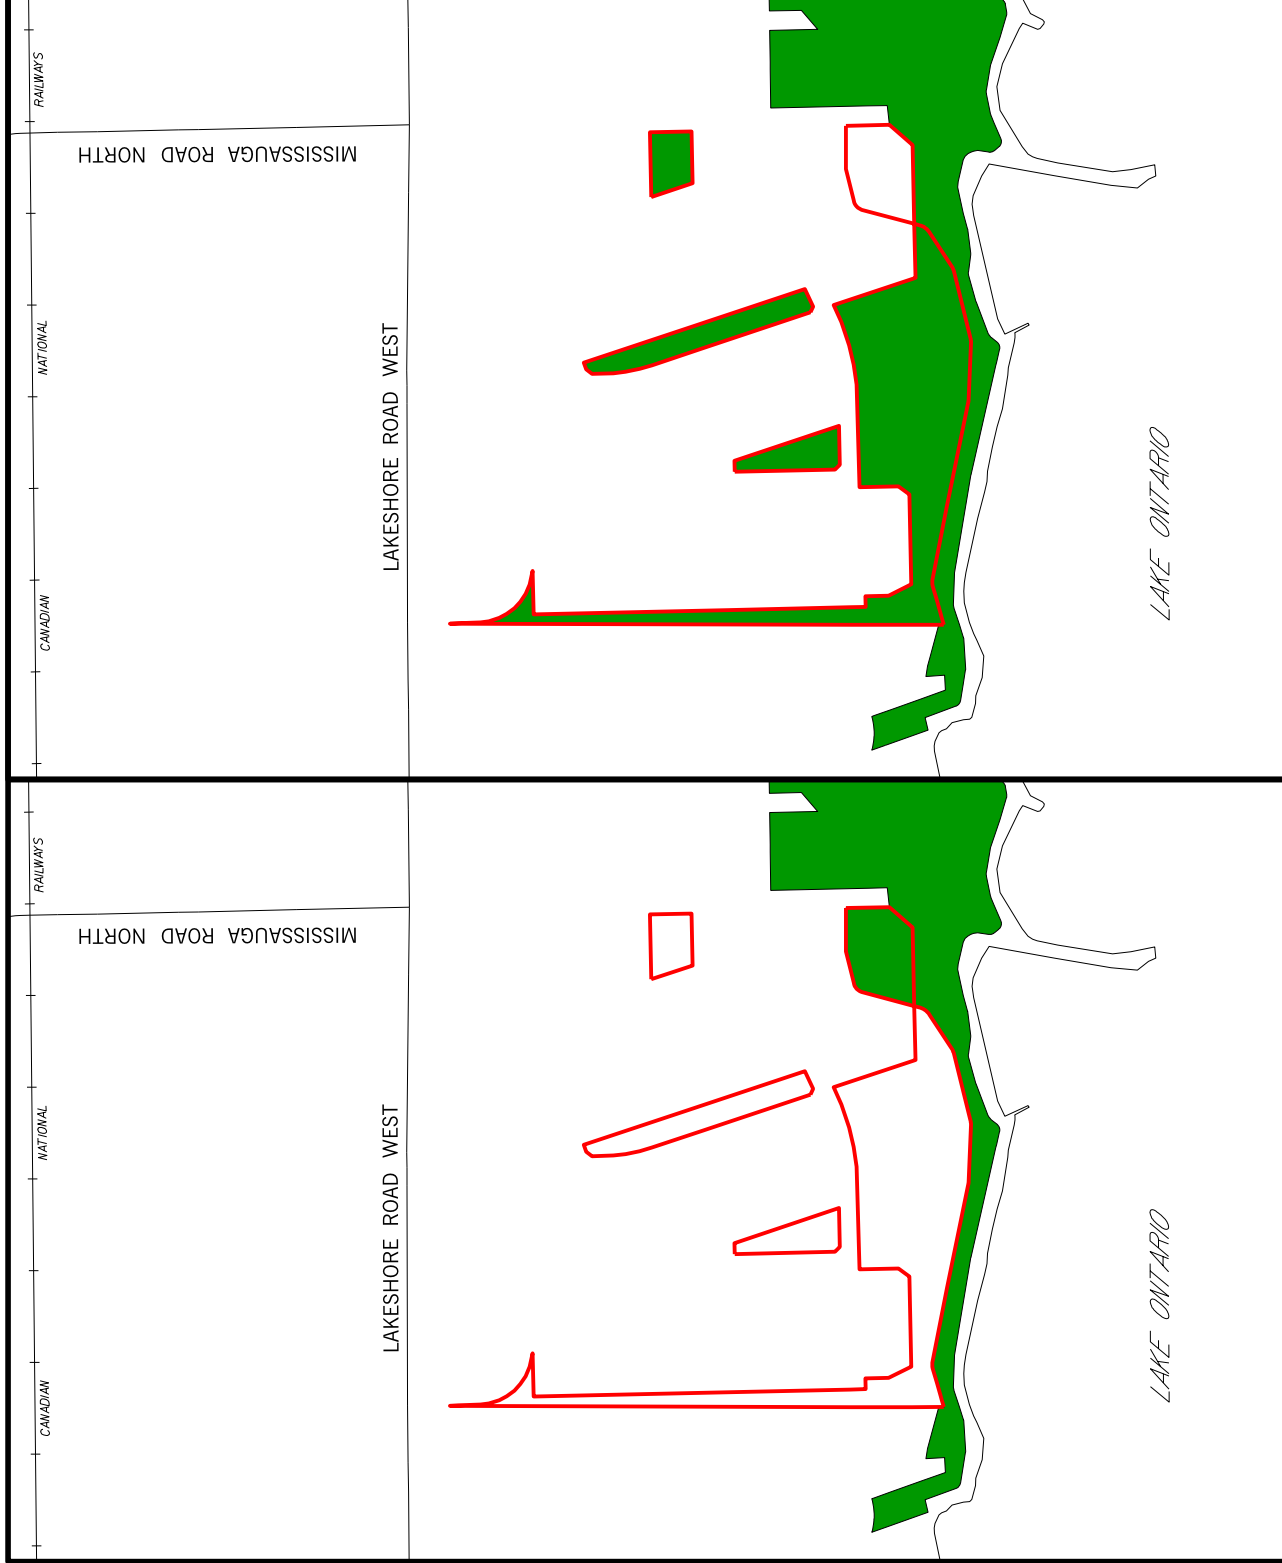 RAILWAYS
MISSISSAUGA ROAD NORTH
NATIONAL
LAKESHORE ROAD WEST
LAKE ONTARIO
CANADIAN
RAILWAYS
MISSISSAUGA ROAD NORTH
NATIONAL
LAKESHORE ROAD WEST
LAKE ONTARIO
CANADIAN